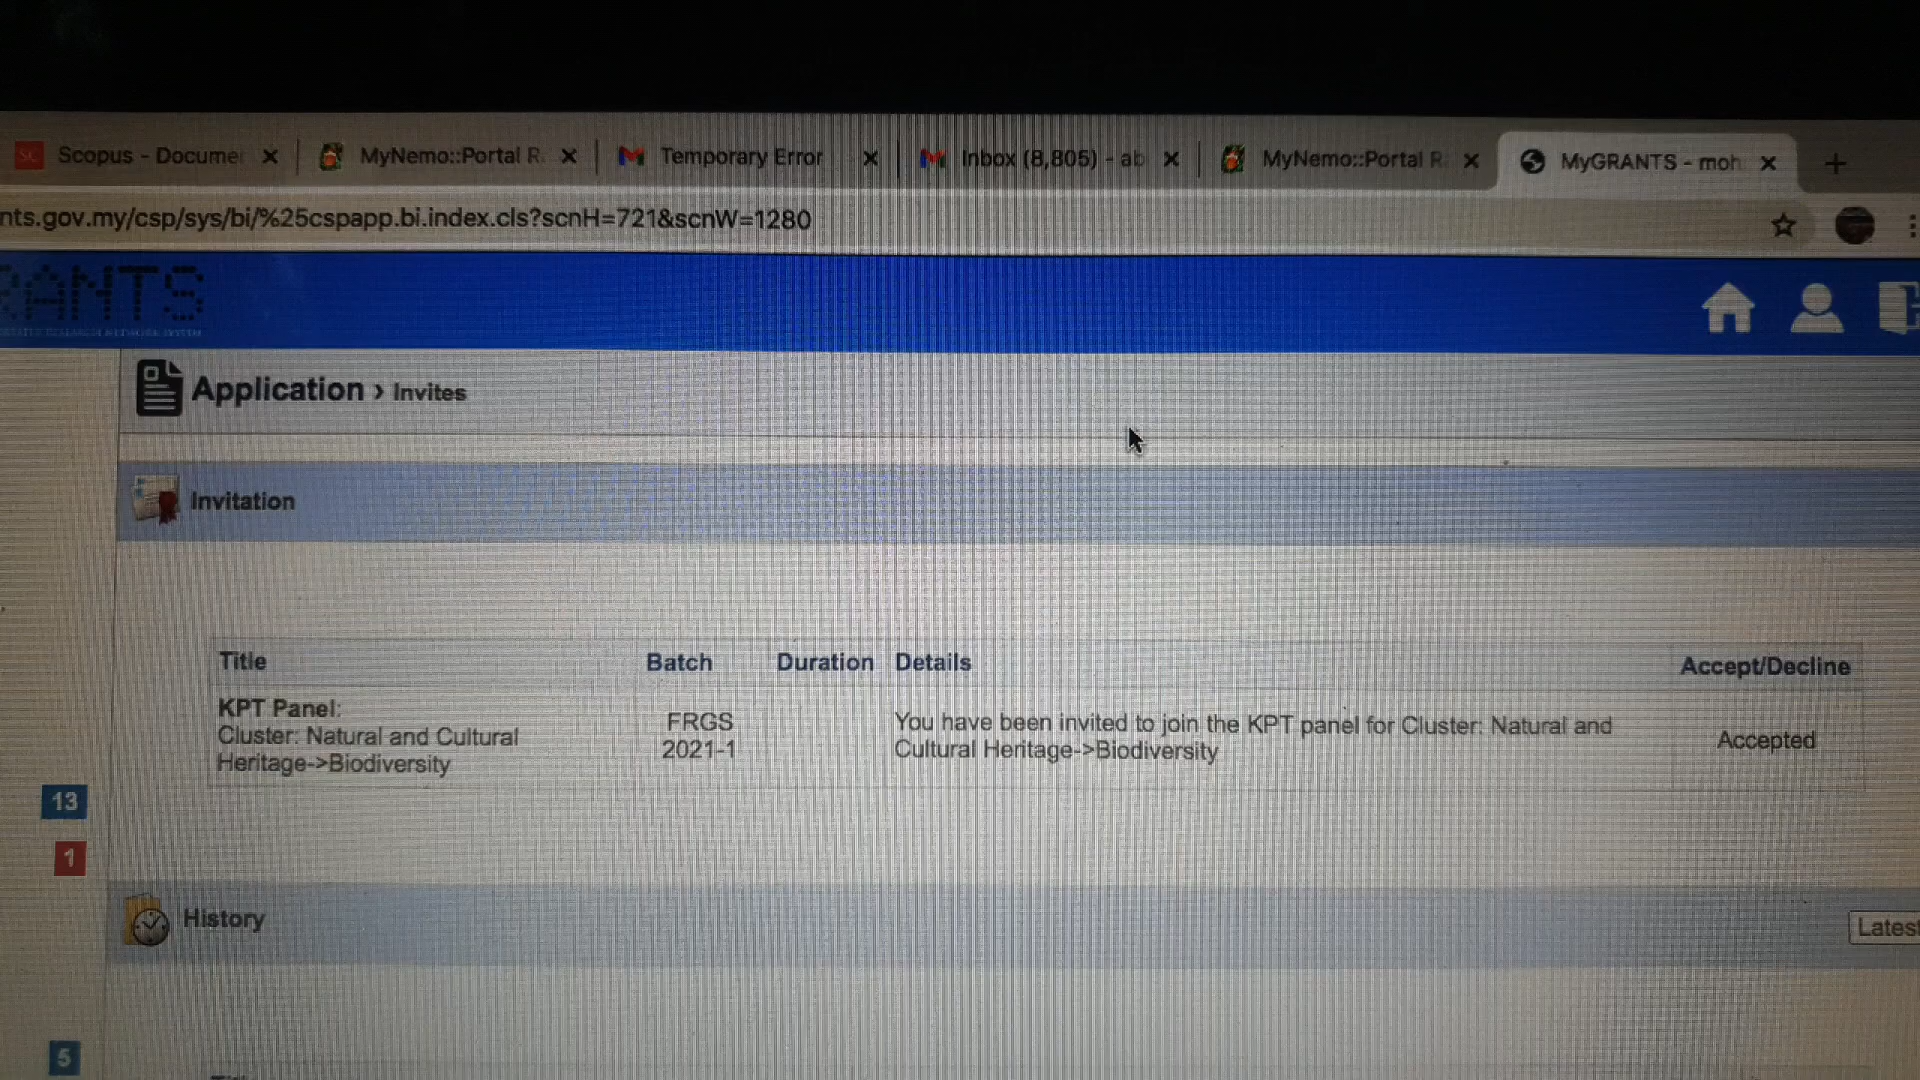 Scopus - Documer
MyNemo::Portal R
Temporary Error
Inbox (8,805) - ab
MyNemo::Portal R
MyGRANTS - moh
nts.gov.my/csp/sys/bi/%25cspapp.bi.index.cls?scnH=721&scnW=1280
RANTS
Application › Invites
Invitation
Title Batch Duration Details Accept/Decline
KPT Panel:
Cluster: Natural and Cultural
Heritage->Biodiversity
FRGS
2021-1
You have been invited to join the KPT panel for Cluster: Natural and
Cultural Heritage->Biodiversity
Accepted
13
1
History
Latest
5